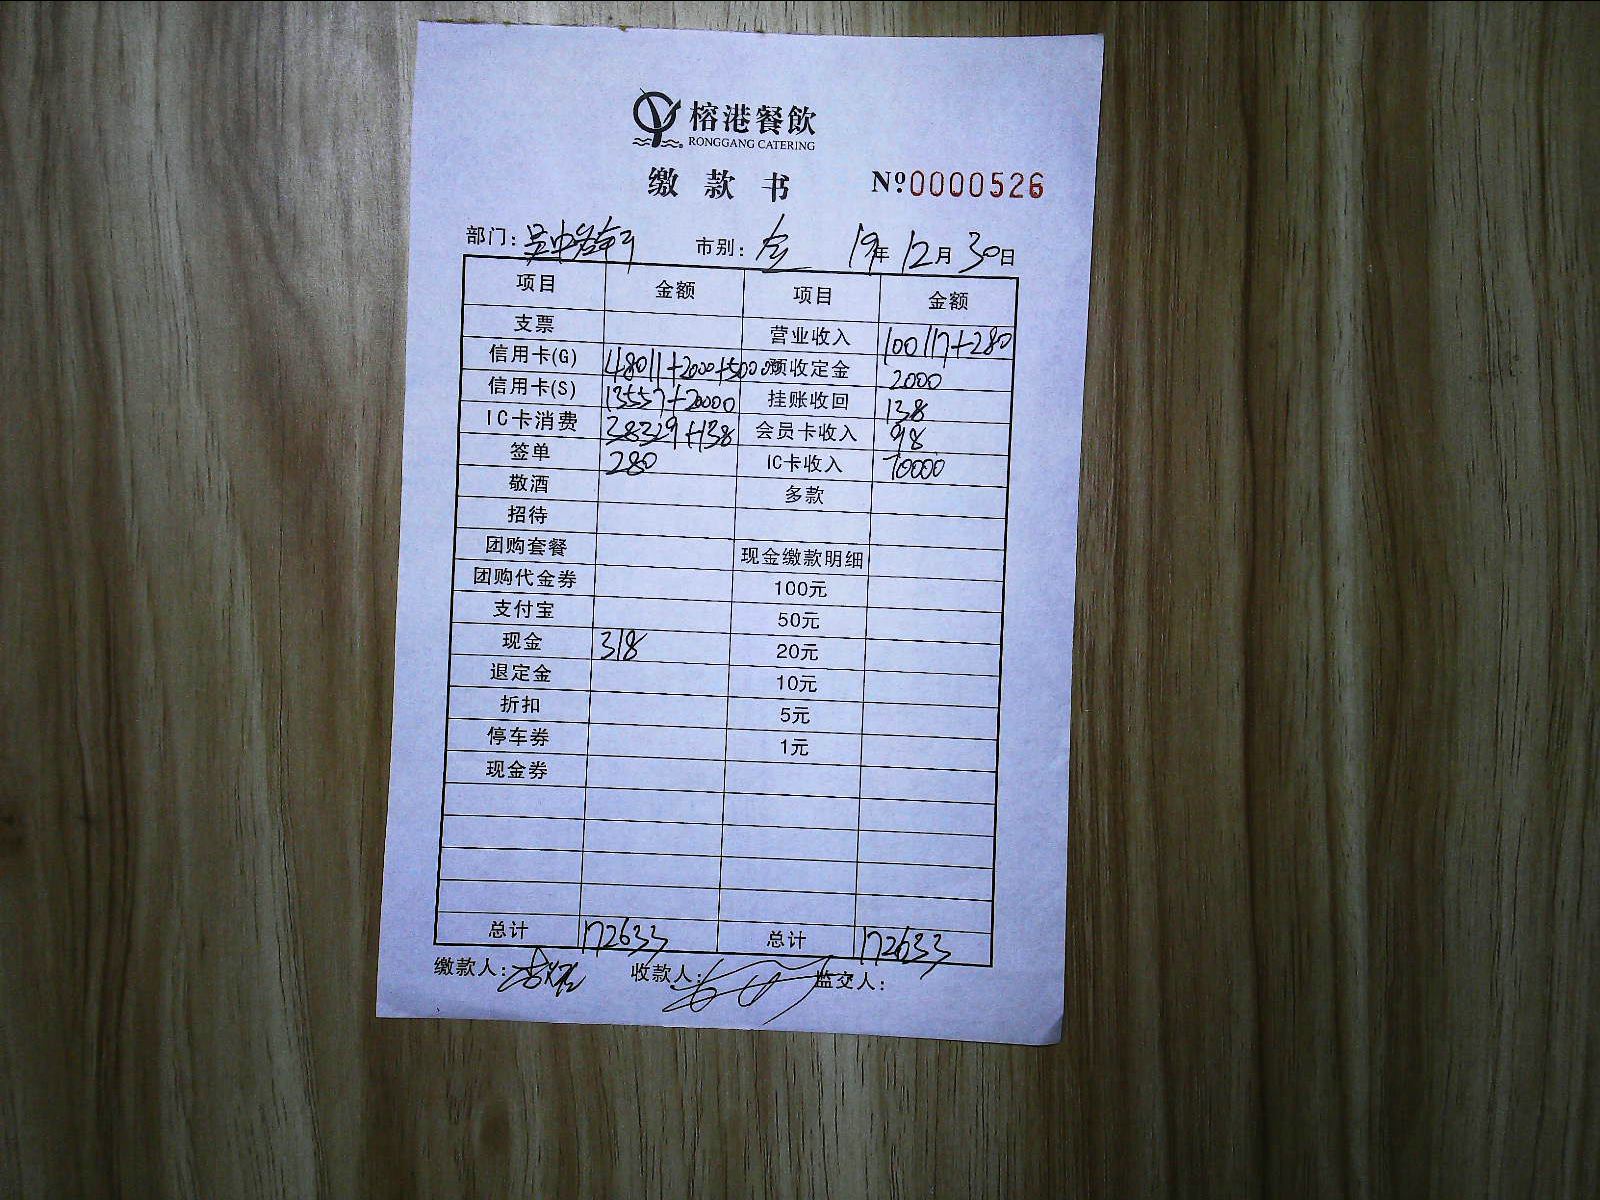 榕港餐飲
RONGGANG CATERING
缴款书 Nº0000526
部门: 吴中 市别: 全 19年12月30日
项目 金额 项目 金额
支票 营业收入 100117+280
信用卡(G) 48011+2000+50000 预收定金 2000
信用卡(S) 13557+20000 挂账收回 138
IC卡消费 38329+138 会员卡收入 98
签单 280 IC卡收入 70000
敬酒 多款
招待
团购套餐 现金缴款明细
团购代金券 100元
支付宝 50元
现金 318 20元
退定金 10元
折扣 5元
停车券 1元
现金券
总计 172633 总计 172633
缴款人: 收款人: 监交人: